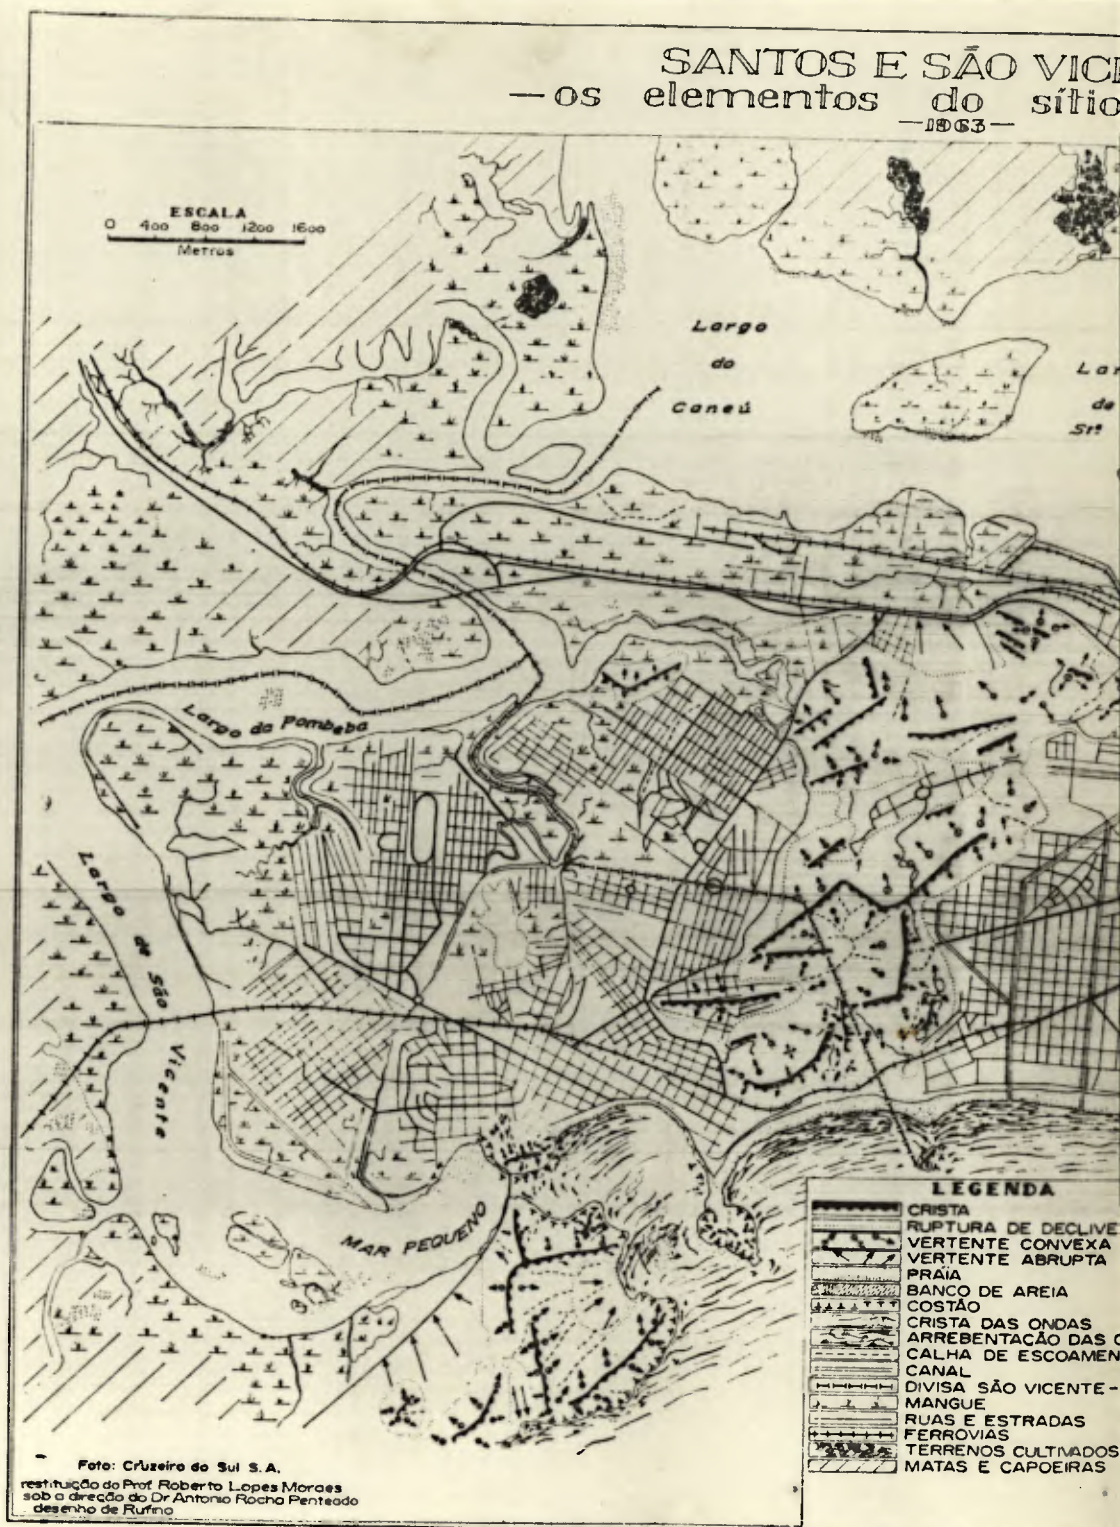 SANTOS E SÃO VICE
—os elementos do sítio
—1963—
ESCALA
0 400 800 1200 1600
Metros
Largo
do
Caneú
Lar
de
Stª
Largo da Pombeba
Largo de São Vicente
MAR PEQUENO
LEGENDA
CRISTA
RUPTURA DE DECLIVE
VERTENTE CONVEXA
VERTENTE ABRUPTA
PRAIA
BANCO DE AREIA
COSTÃO
CRISTA DAS ONDAS
ARREBENTAÇÃO DAS O
CALHA DE ESCOAMEN
CANAL
DIVISA SÃO VICENTE-
MANGUE
RUAS E ESTRADAS
FERROVIAS
TERRENOS CULTIVADOS
MATAS E CAPOEIRAS
Foto: Cruzeiro do Sul S.A.
restituição do Prof Roberto Lopes Moraes
sob a direção do Dr Antonio Rocha Penteado
desenho de Rufino